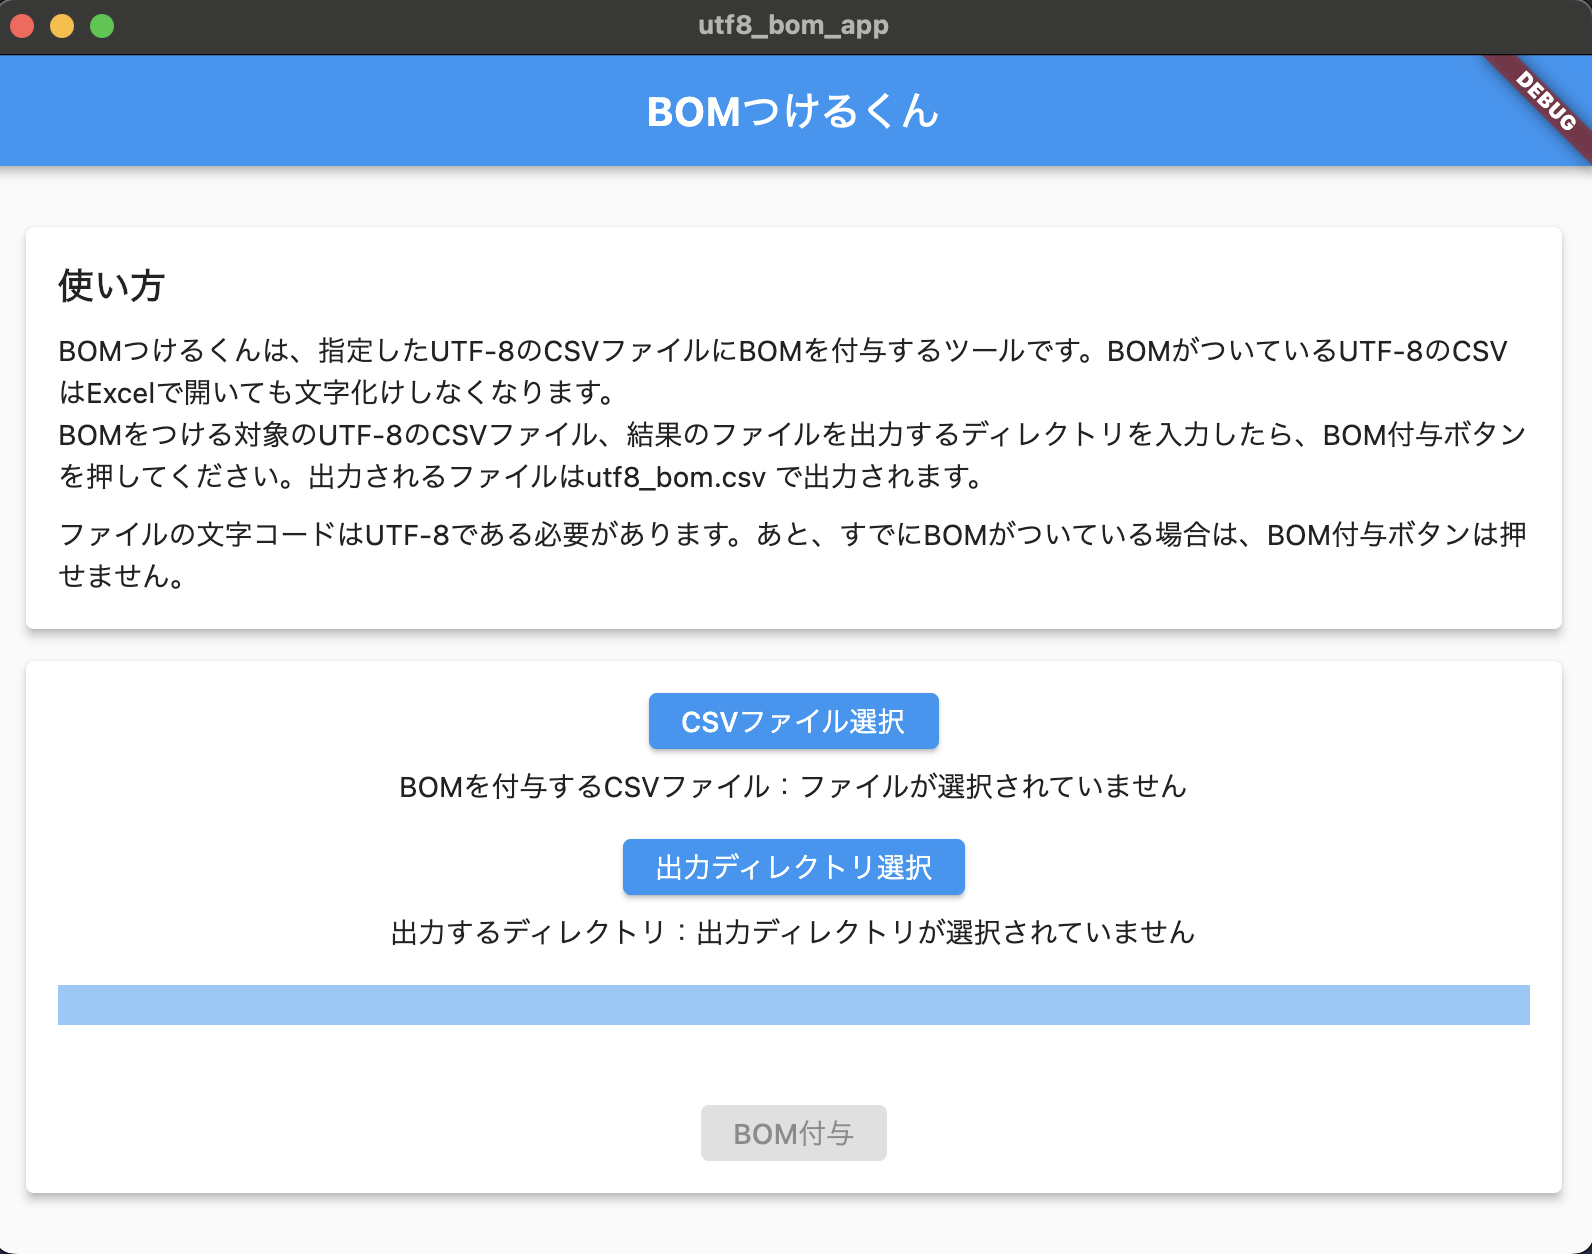 utf8_bom_app
BOMつけるくん
DEBUG
使い方
BOMつけるくんは、指定したUTF-8のCSVファイルにBOMを付与するツールです。BOMがついているUTF-8のCSV
はExcelで開いても文字化けしなくなります。
BOMをつける対象のUTF-8のCSVファイル、結果のファイルを出力するディレクトリを入力したら、BOM付与ボタン
を押してください。出力されるファイルはutf8_bom.csv で出力されます。
ファイルの文字コードはUTF-8である必要があります。あと、すでにBOMがついている場合は、BOM付与ボタンは押
せません。
CSVファイル選択
BOMを付与するCSVファイル：ファイルが選択されていません
出力ディレクトリ選択
出力するディレクトリ：出力ディレクトリが選択されていません
BOM付与